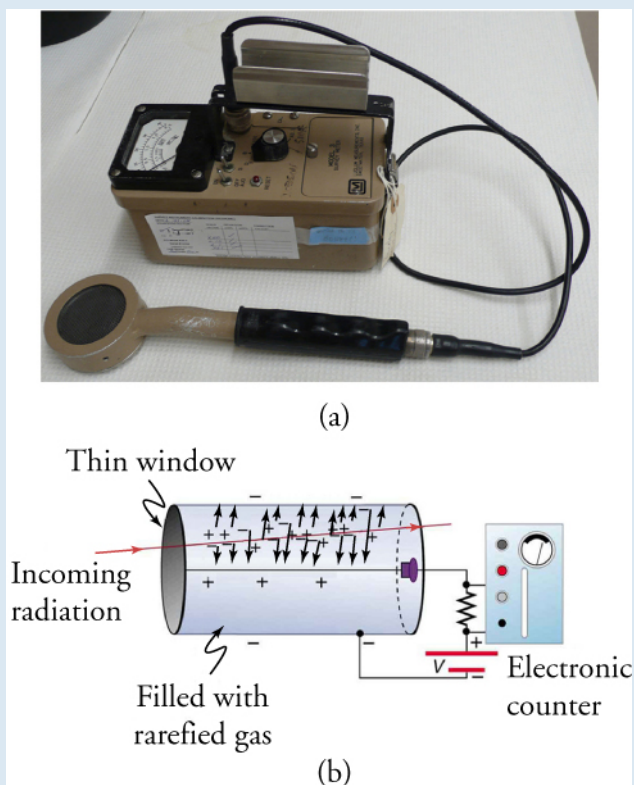 (a)
Thin window
Incoming
radiation
Filled with
rarefied gas
V
Electronic
counter
(b)